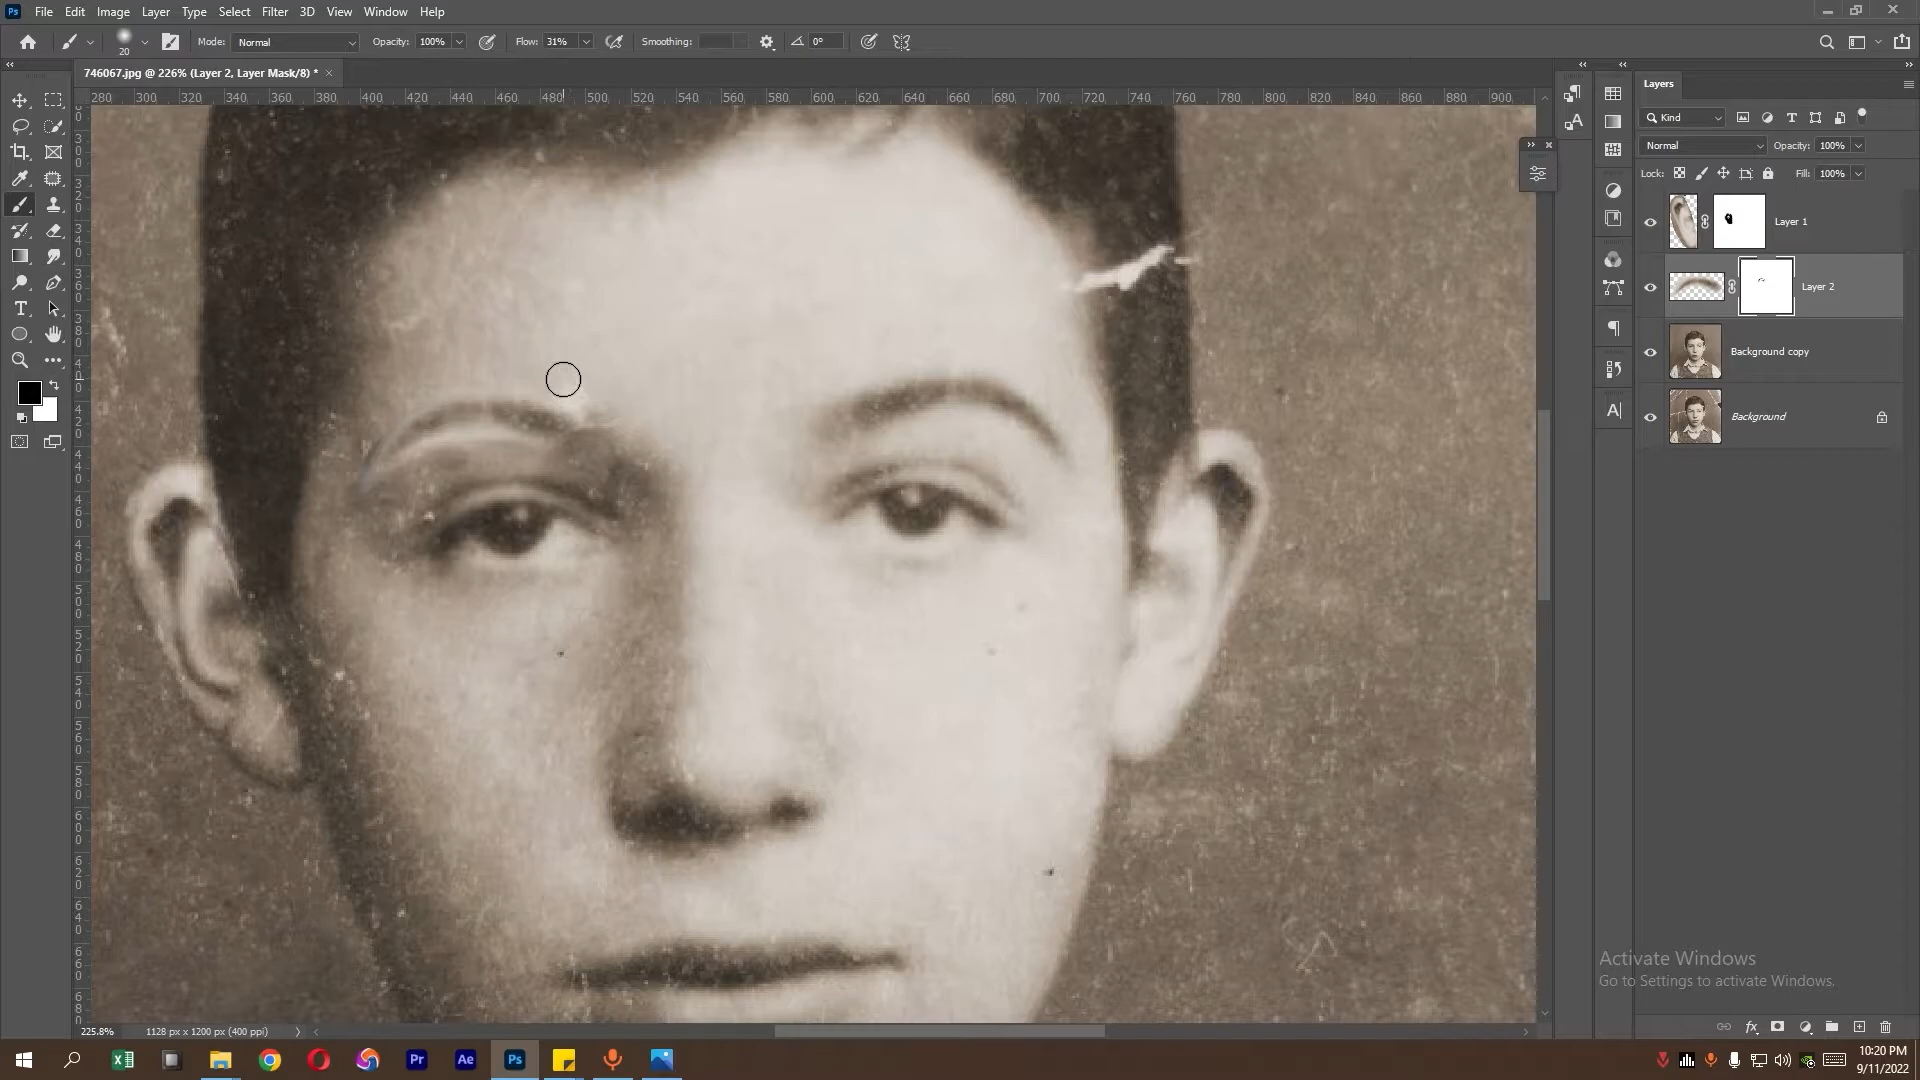 Ps File Edit Image Layer Type Select Filter 3D View Window Help
20 Mode: Normal Opacity: 100% Flow: 31% Smoothing: 0°
746067.jpg @ 226% (Layer 2, Layer Mask/8) * ×
280 300 320 340 360 380 400 420 440 460 480 500 520 540 560 580 600 620 640 660 680 700 720 740 760 780 800 820 840 860 880 900
Layers
Kind
Normal Opacity: 100%
Lock: Fill: 100%
Layer 1
Layer 2
Background copy
Background
Activate Windows
Go to Settings to activate Windows.
225.8% 1128 px x 1200 px (400 ppi)
Pr Ae Ps
10:20 PM
9/11/2022